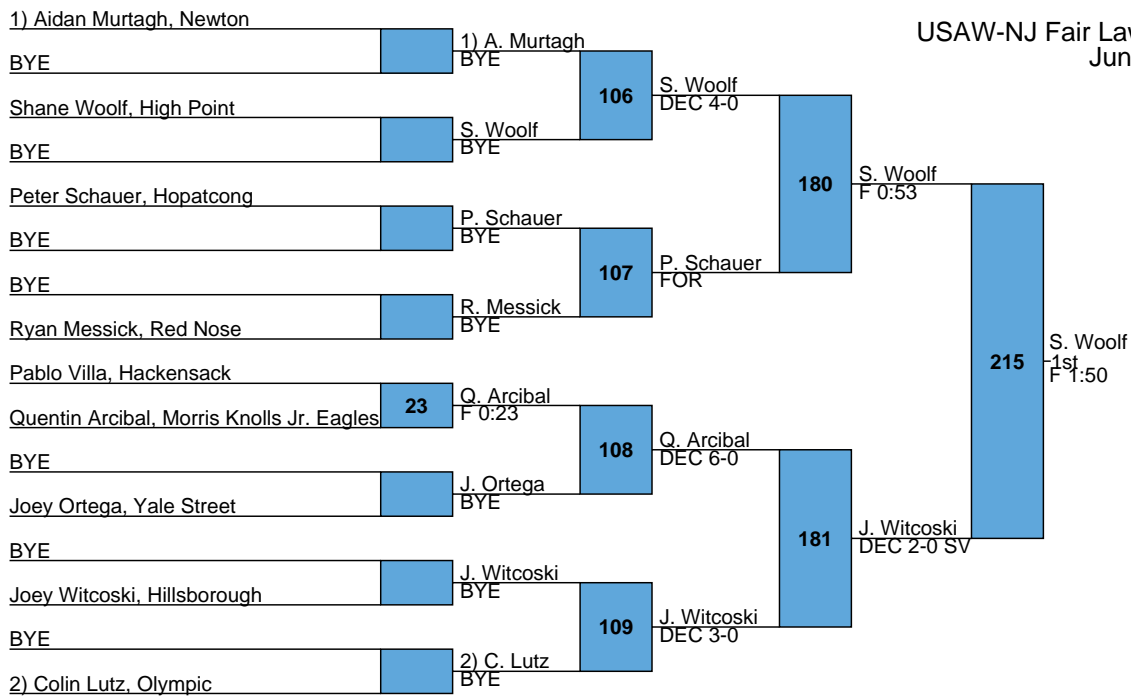 USAW-NJ Fair Law
Jun
1) Aidan Murtagh, Newton
BYE
Shane Woolf, High Point
BYE
Peter Schauer, Hopatcong
BYE
BYE
Ryan Messick, Red Nose
Pablo Villa, Hackensack
Quentin Arcibal, Morris Knolls Jr. Eagles
BYE
Joey Ortega, Yale Street
BYE
Joey Witcoski, Hillsborough
BYE
2) Colin Lutz, Olympic
23
1) A. Murtagh
BYE
S. Woolf
BYE
P. Schauer
BYE
R. Messick
BYE
Q. Arcibal
F 0:23
J. Ortega
BYE
J. Witcoski
BYE
2) C. Lutz
BYE
106
107
108
109
S. Woolf
DEC 4-0
P. Schauer
FOR
Q. Arcibal
DEC 6-0
J. Witcoski
DEC 3-0
180
181
S. Woolf
F 0:53
J. Witcoski
DEC 2-0 SV
215
S. Woolf
1st
F 1:50